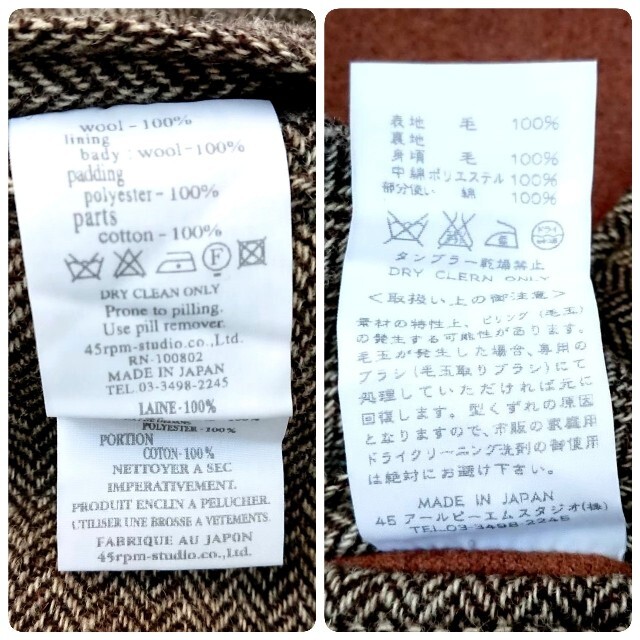 wool - 100%
lining
bady : wool - 100%
padding
polyester - 100%
parts
cotton - 100%
F
DRY CLEAN ONLY
Prone to pilling.
Use pill remover.
45rpm-studio.co.,Ltd.
RN-100802
MADE IN JAPAN
TEL.03-3498-2245
LAINE-100%
POLYESTER-100%
PORTION
COTON-100%
NETTOYER A SEC
IMPERATIVEMENT.
PRODUIT ENCLIN A PELUCHER.
UTILISER UNE BROSSE A VETEMENTS.
FABRIQUE AU JAPON
45rpm-studio.co.,Ltd.
表地 毛 100%
裏地
身頃 毛 100%
中綿 ポリエステル 100%
部分使い 綿 100%
タンブラー乾燥禁止
DRY CLERN ONLY
<取扱い上の御注意>
素材の特性上、ピリング(毛玉)
の発生する可能性があります。
毛玉が発生した場合、専用の
ブラシ(毛玉取りブラシ)にて
処理していただければ元に
回復します。型くずれの原因
となりますので、市販の家庭用
ドライクリーニング洗剤の御使用
は絶対にお避け下さい。
MADE IN JAPAN
45アールピーエムスタジオ(株)
TEL.03-3498-2245